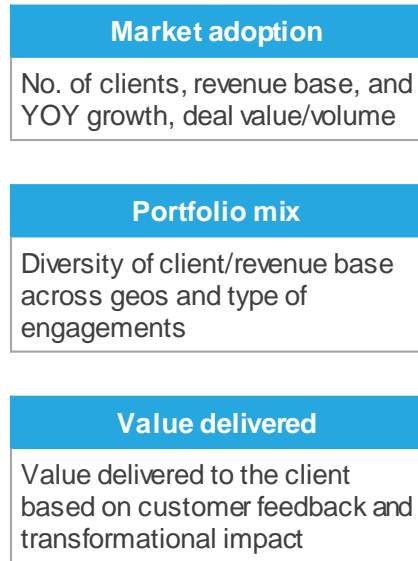 Market adoption
No. of clients, revenue base, and
YOY growth, deal value/volume
Portfolio mix
Diversity of client/revenue base
across geos and type of
engagements
Value delivered
Value delivered to the client
based on customer feedback and
transformational impact